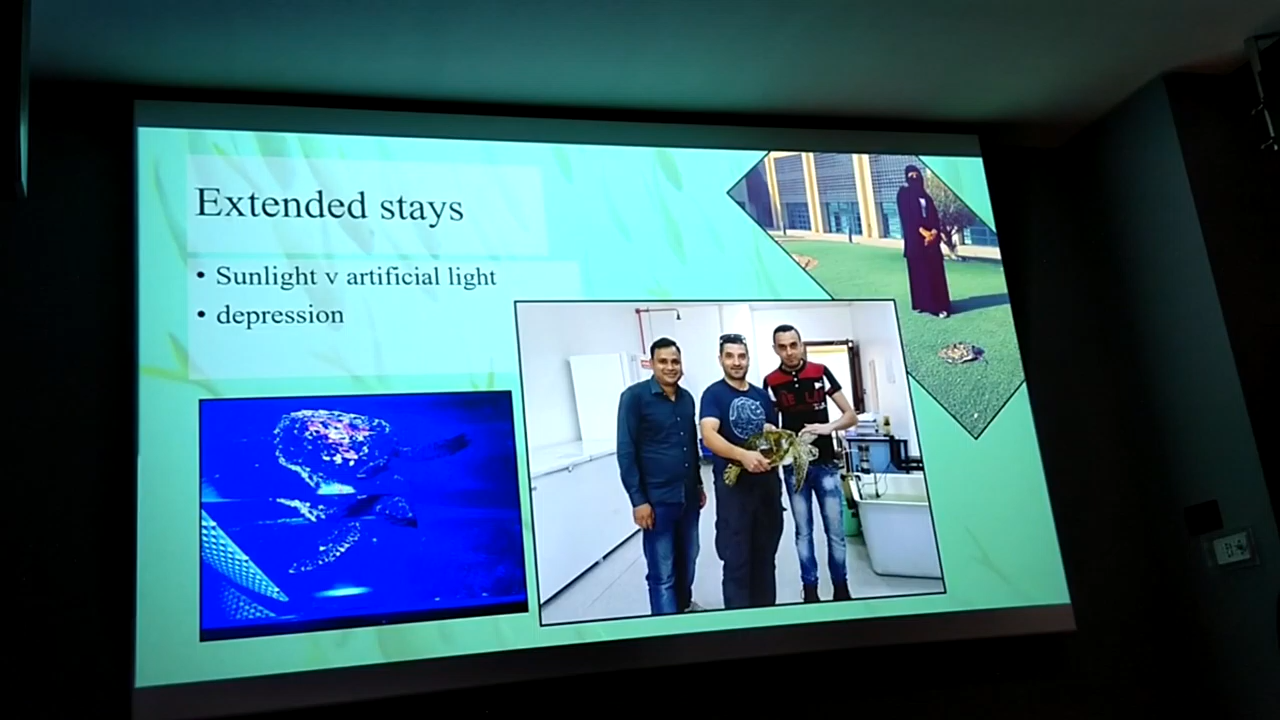 Extended stays
• Sunlight v artificial light
• depression